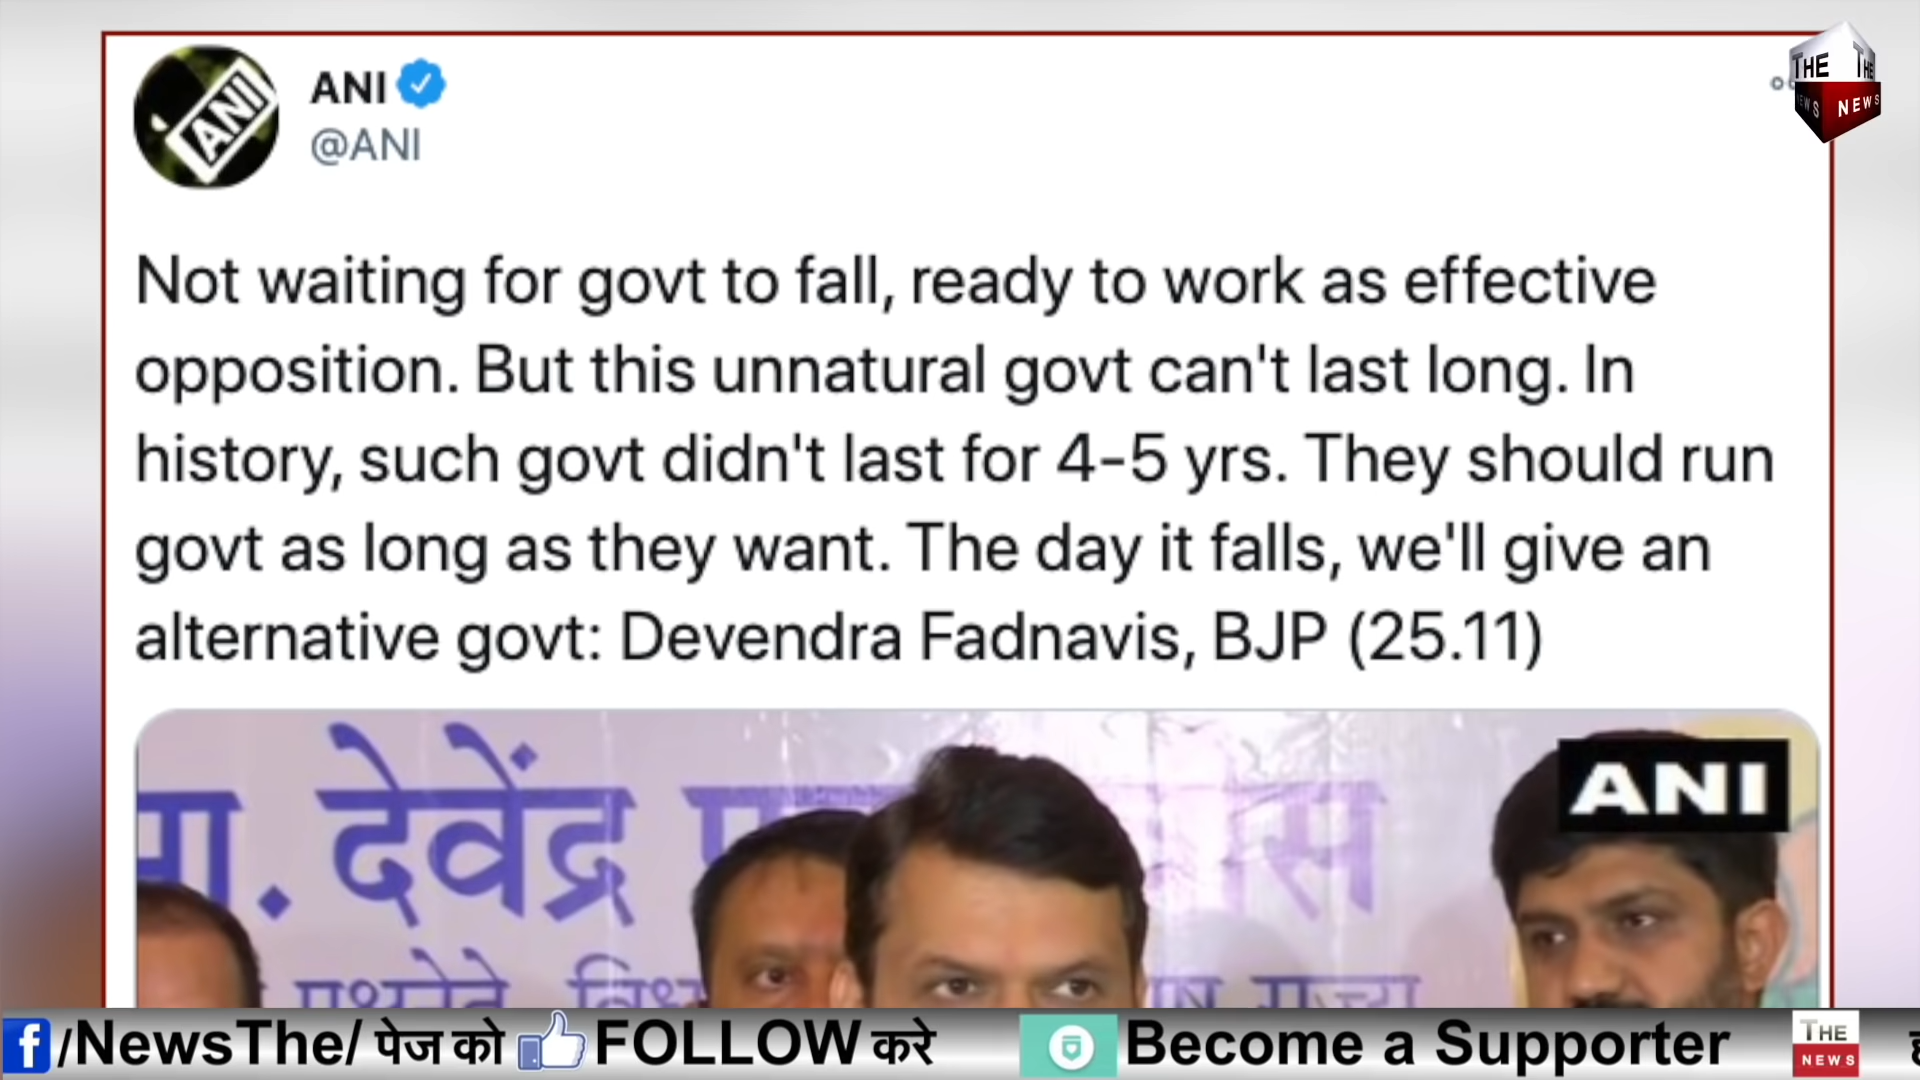 ANI
@ANI
THE THE
NEWS
ANI
Not waiting for govt to fall, ready to work as effective
opposition. But this unnatural govt can't last long. In
history, such govt didn't last for 4-5 yrs. They should run
govt as long as they want. The day it falls, we'll give an
alternative govt: Devendra Fadnavis, BJP (25.11)
ANI
मा. देवेंद्र
/NewsThe/ पेज को FOLLOW करे
Become a Supporter
THE
NEWS